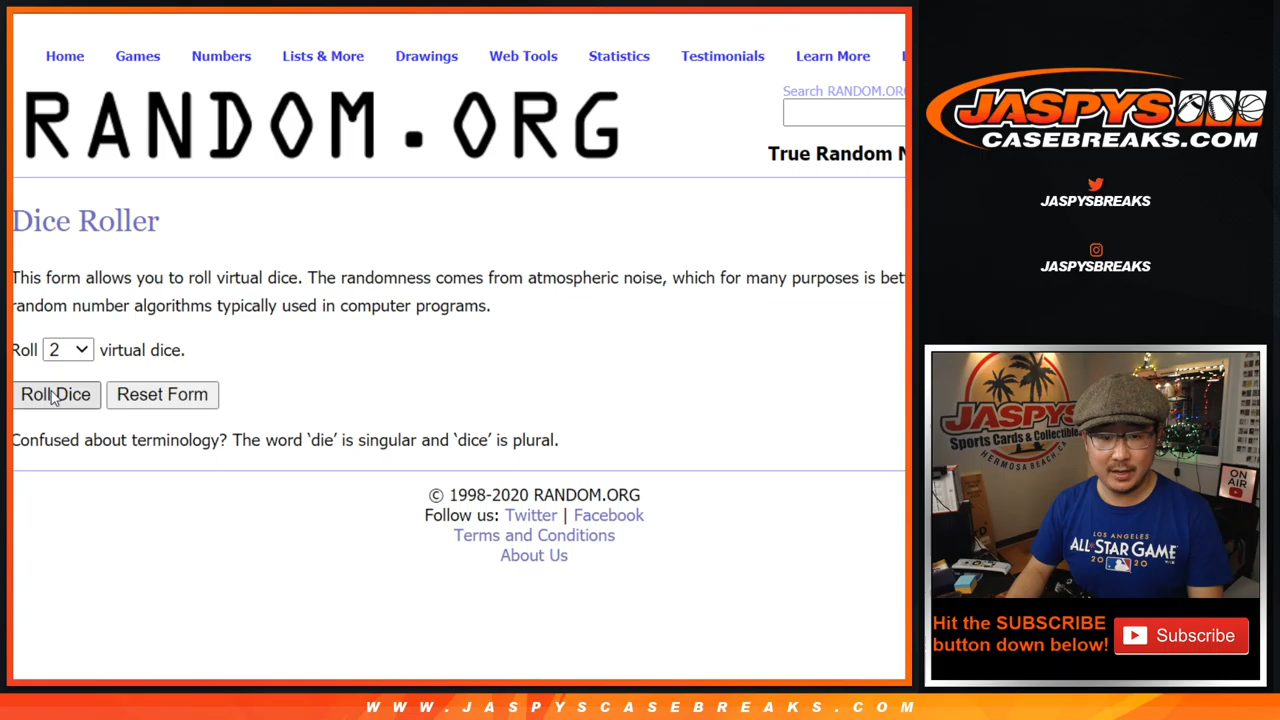 Home Games Numbers Lists & More Drawings Web Tools Statistics Testimonials Learn More
RANDOM.ORG
Search RANDOM.ORG
True Random N
Dice Roller
This form allows you to roll virtual dice. The randomness comes from atmospheric noise, which for many purposes is bet
random number algorithms typically used in computer programs.
Roll 2 virtual dice.
Roll Dice Reset Form
Confused about terminology? The word ‘die’ is singular and ‘dice’ is plural.
© 1998-2020 RANDOM.ORG
Follow us: Twitter | Facebook
Terms and Conditions
About Us
JASPYS
CASEBREAKS.COM
JASPYSBREAKS
JASPYSBREAKS
JASPYS
Sports Cards & Collectible
HERMOSA BEACH, CA
ON
AIR
LOS ANGELES
ALL STAR GAME
2020
Hit the SUBSCRIBE
button down below!
Subscribe
WWW.JASPYSCASEBREAKS.COM